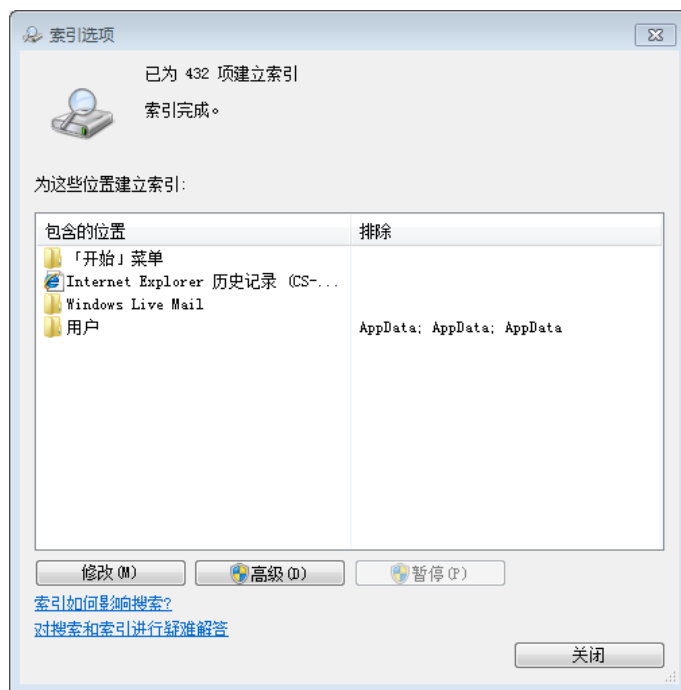 索引选项
已为 432 项建立索引
索引完成。
为这些位置建立索引:
包含的位置 排除
「开始」菜单
Internet Explorer 历史记录 (CS-...
Windows Live Mail
用户 AppData; AppData; AppData
修改(M) 高级(D) 暂停(P)
索引如何影响搜索?
对搜索和索引进行疑难解答
关闭